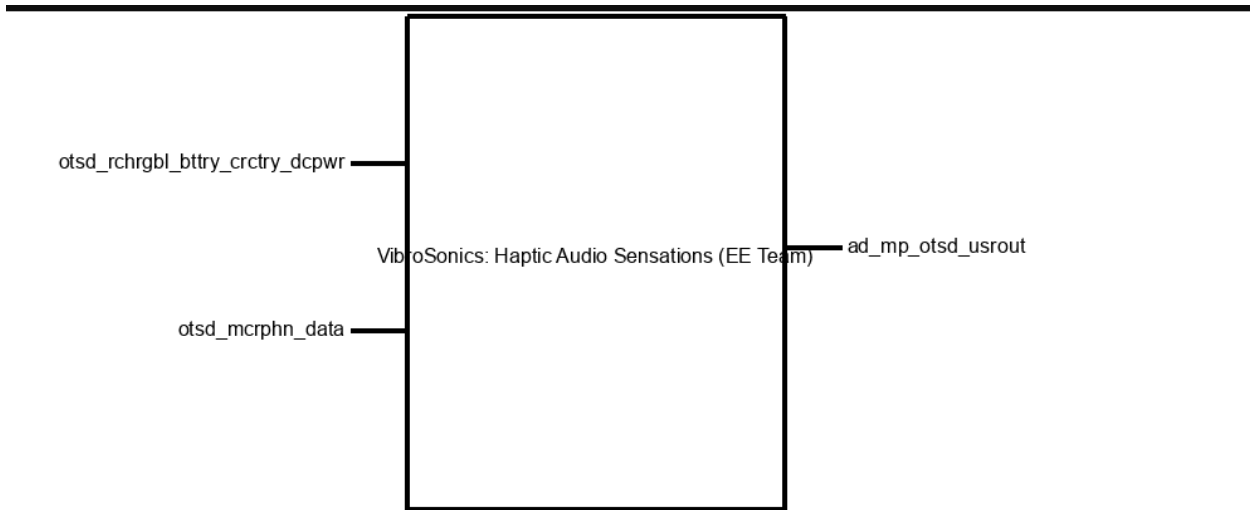 otsd_rchrgbl_bttry_crctry_dcpwr
VibroSonics: Haptic Audio Sensations (EE Team)
ad_mp_otsd_usrout
otsd_mcrphn_data